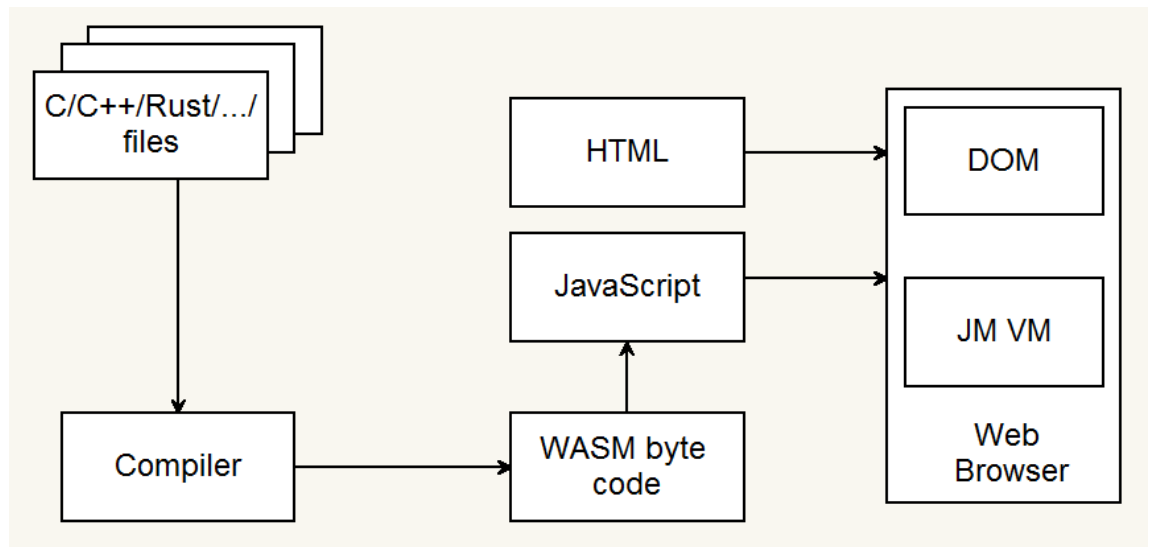 C/C++/Rust/.../
files
HTML
DOM
JavaScript
JM VM
Compiler
WASM byte
code
Web
Browser